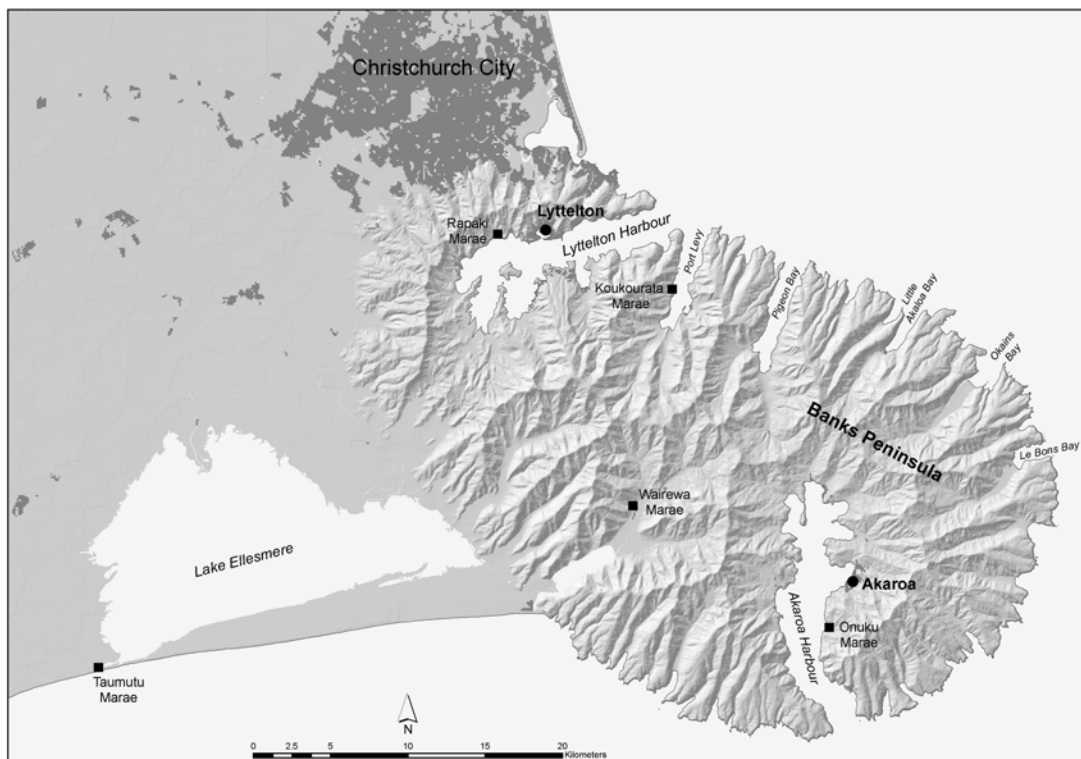 Christchurch City
Lyttelton
Rapaki
Marae
Lyttelton Harbour
Port Levy
Koukourata
Marae
Pigeon Bay
Little
Akaloa Bay
Okains
Bay
Banks Peninsula
Le Bons Bay
Wairewa
Marae
Lake Ellesmere
Akaroa
Akaroa Harbour
Onuku
Marae
Taumutu
Marae
N
0 2.5 5 10 15 20
Kilometers